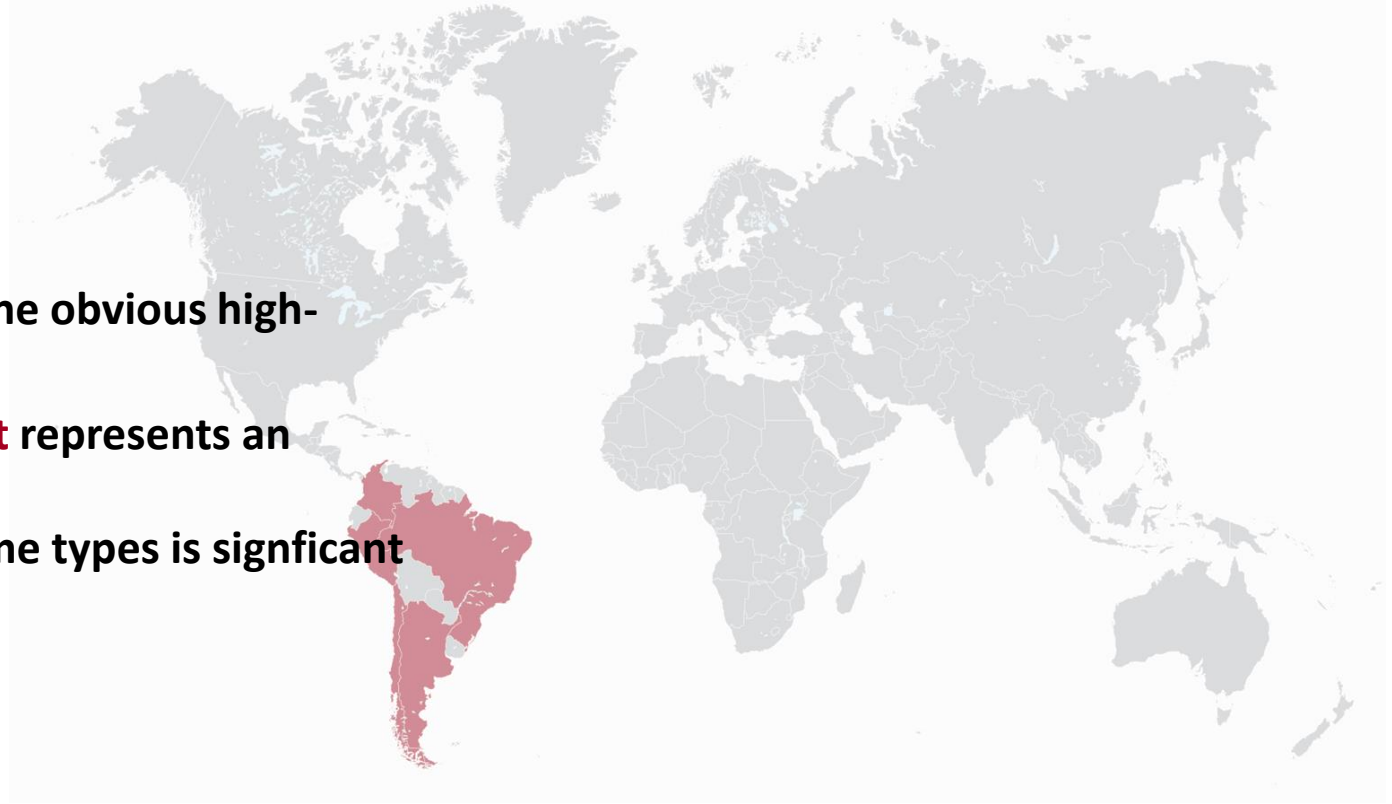 ne obvious high-
t represents an
ne types is signficant